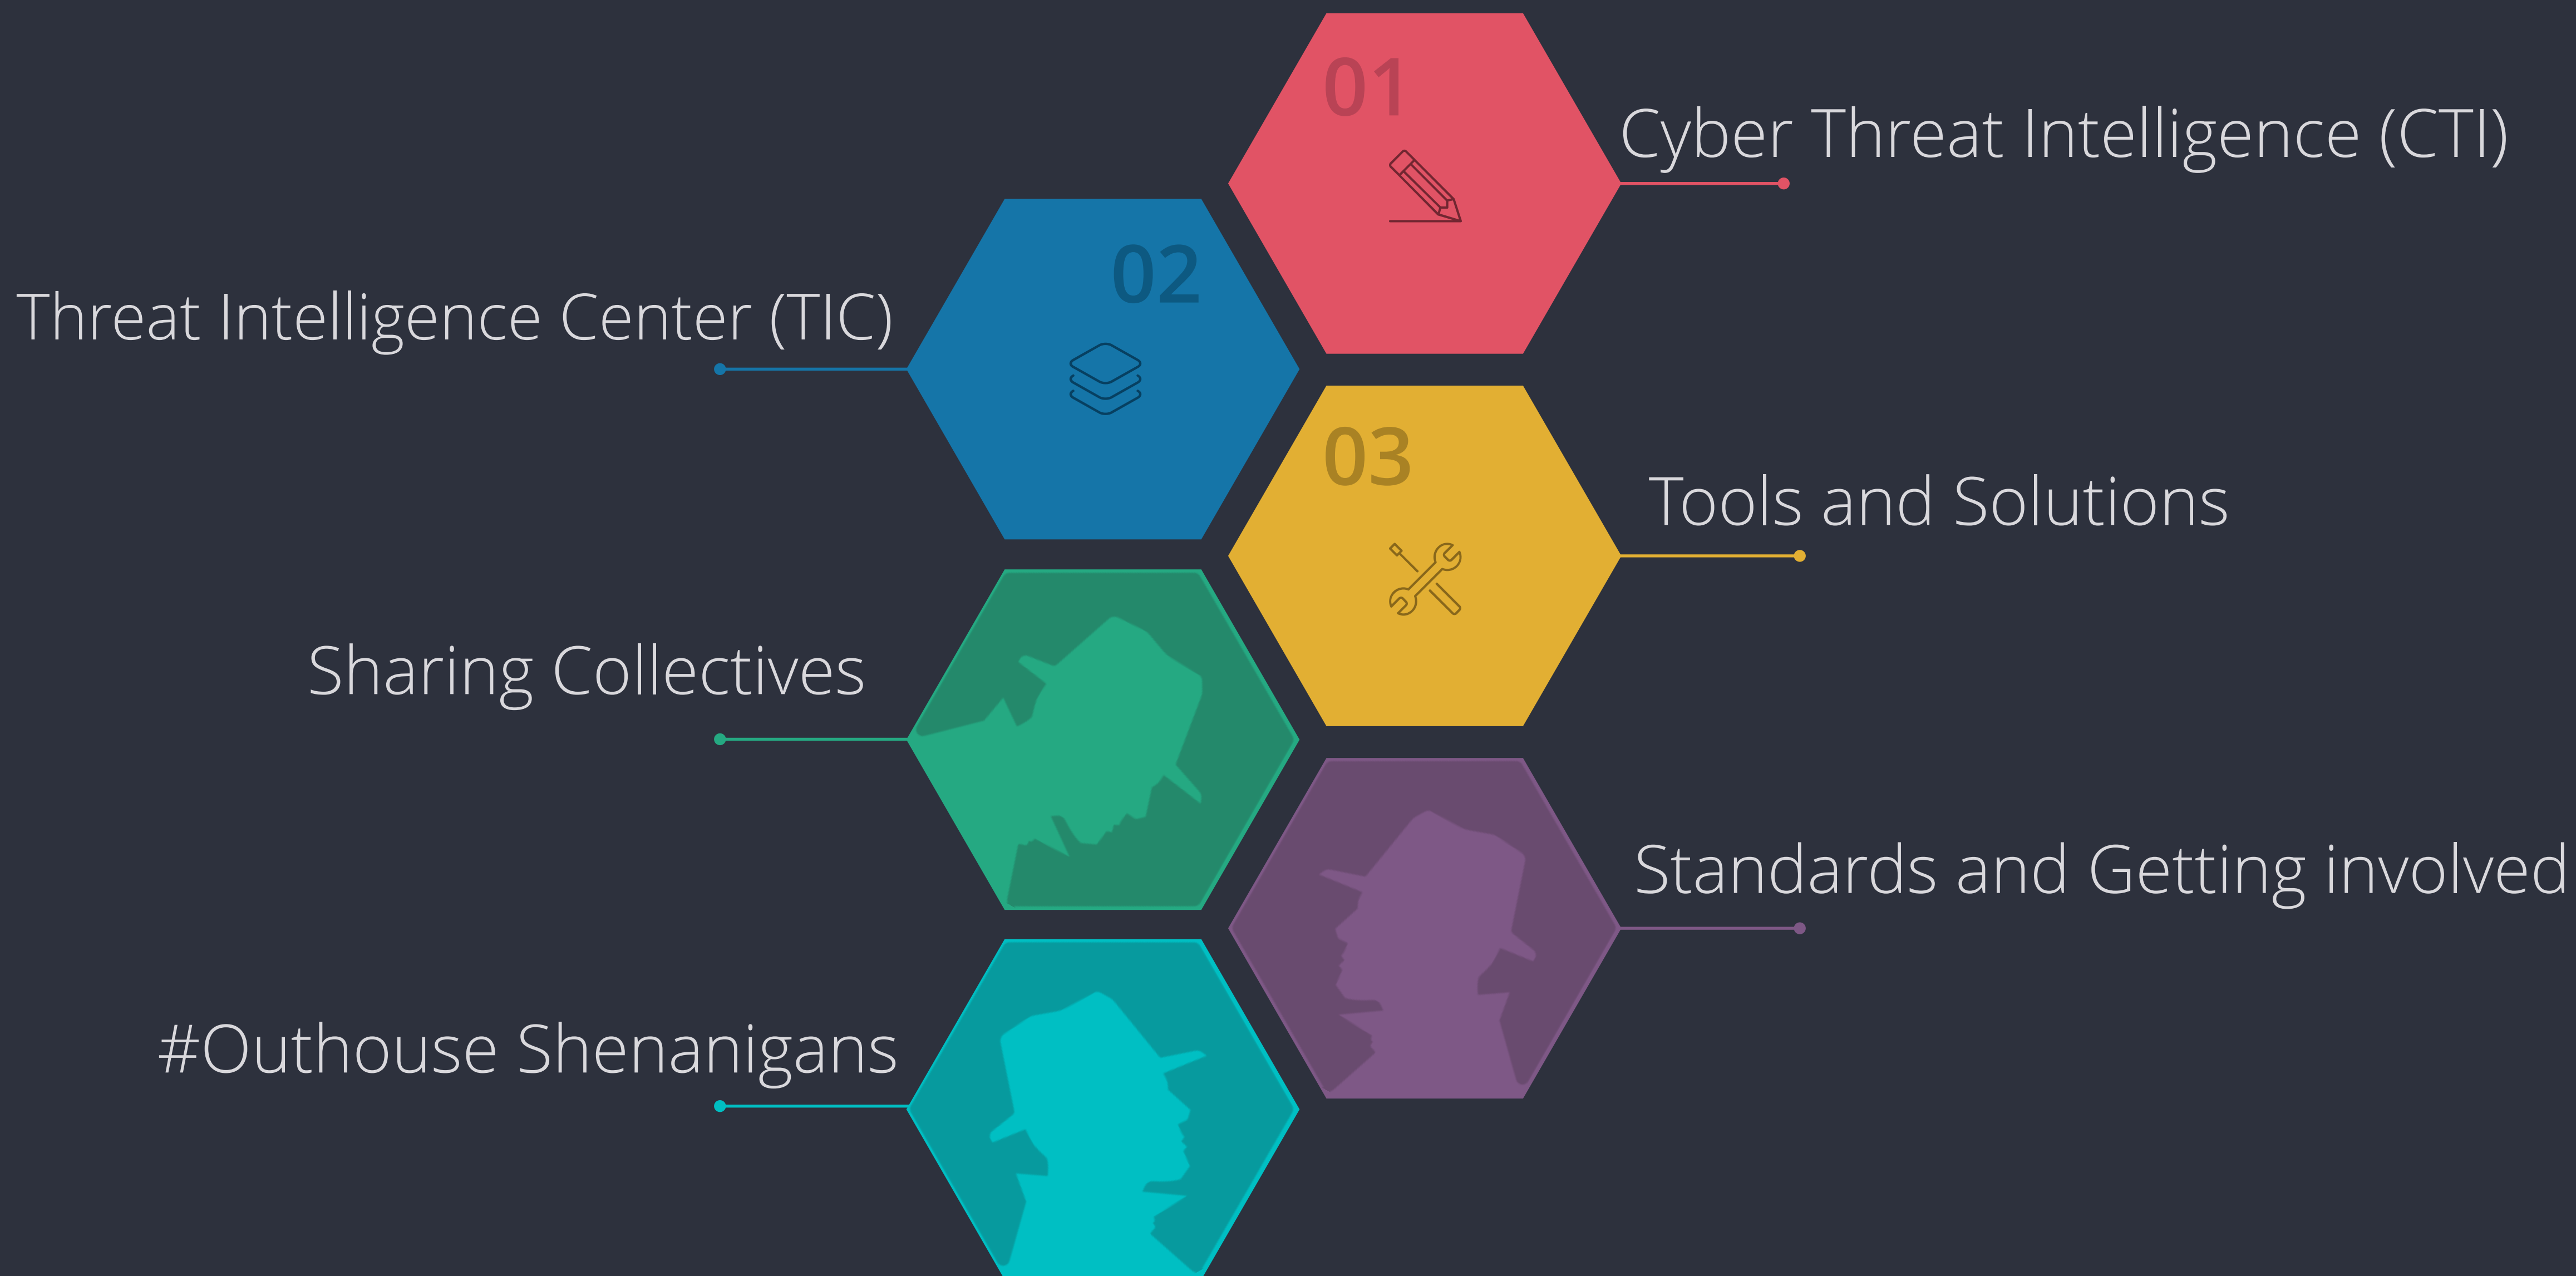 01
Cyber Threat Intelligence (CTI)
02
Threat Intelligence Center (TIC)
03
Tools and Solutions
Sharing Collectives
Standards and Getting involved
#Outhouse Shenanigans